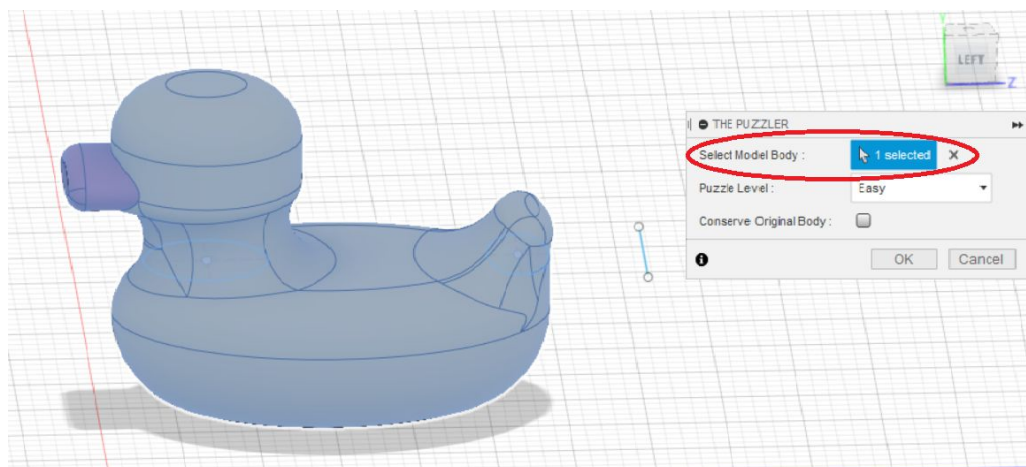 Y
LEFT
Z
THE PUZZLER
Select Model Body :
1 selected
Puzzle Level :
Easy
Conserve Original Body :
OK
Cancel